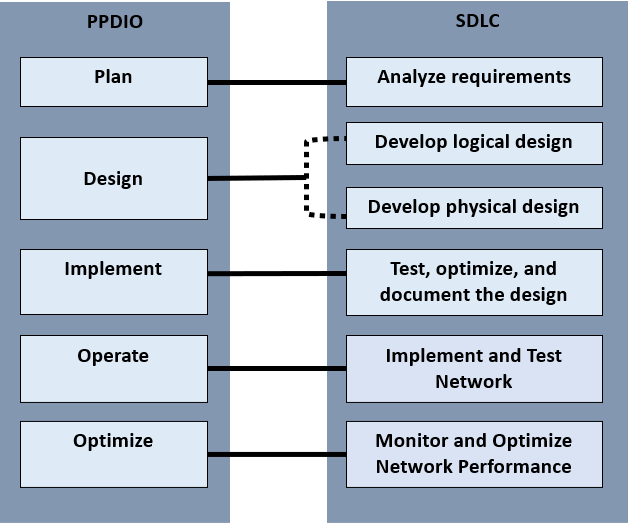 PPDIO
SDLC
Plan
Analyze requirements
Design
Develop logical design
Develop physical design
Implement
Test, optimize, and
document the design
Operate
Implement and Test
Network
Optimize
Monitor and Optimize
Network Performance